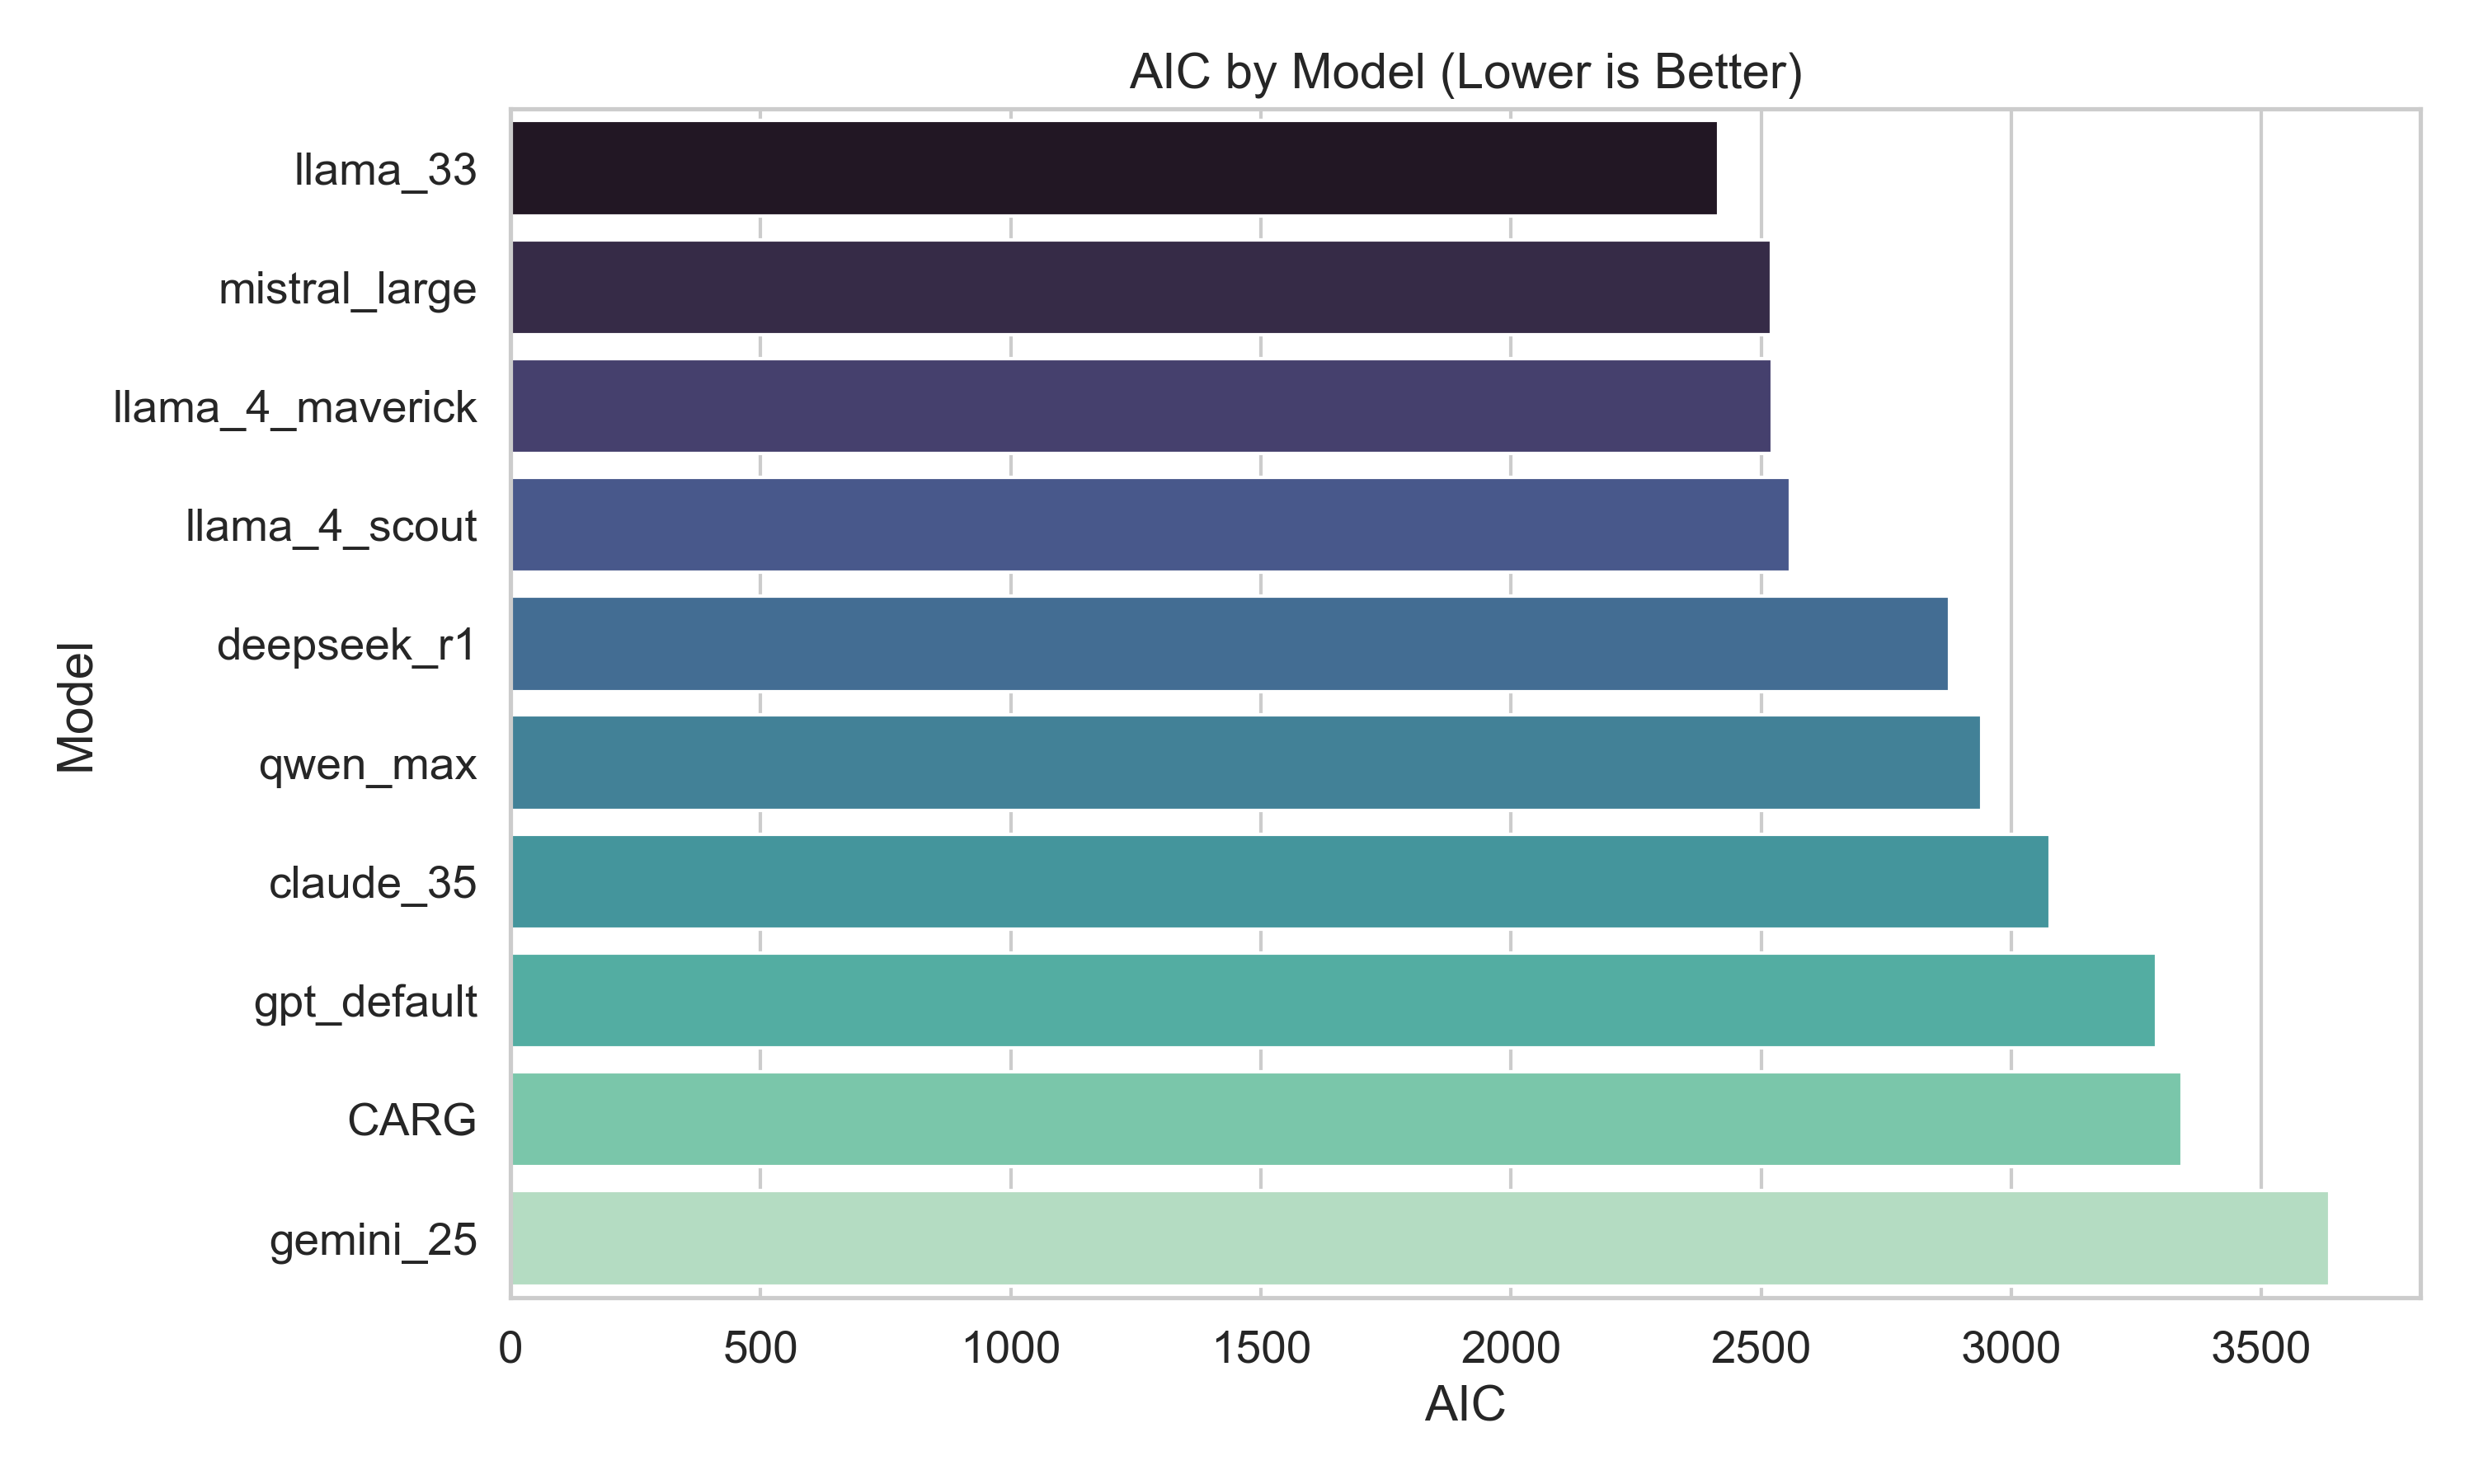 AIC by Model (Lower is Better)
Model
llama_33
mistral_large
llama_4_maverick
llama_4_scout
deepseek_r1
qwen_max
claude_35
gpt_default
CARG
gemini_25
0 500 1000 1500 2000 2500 3000 3500
AIC